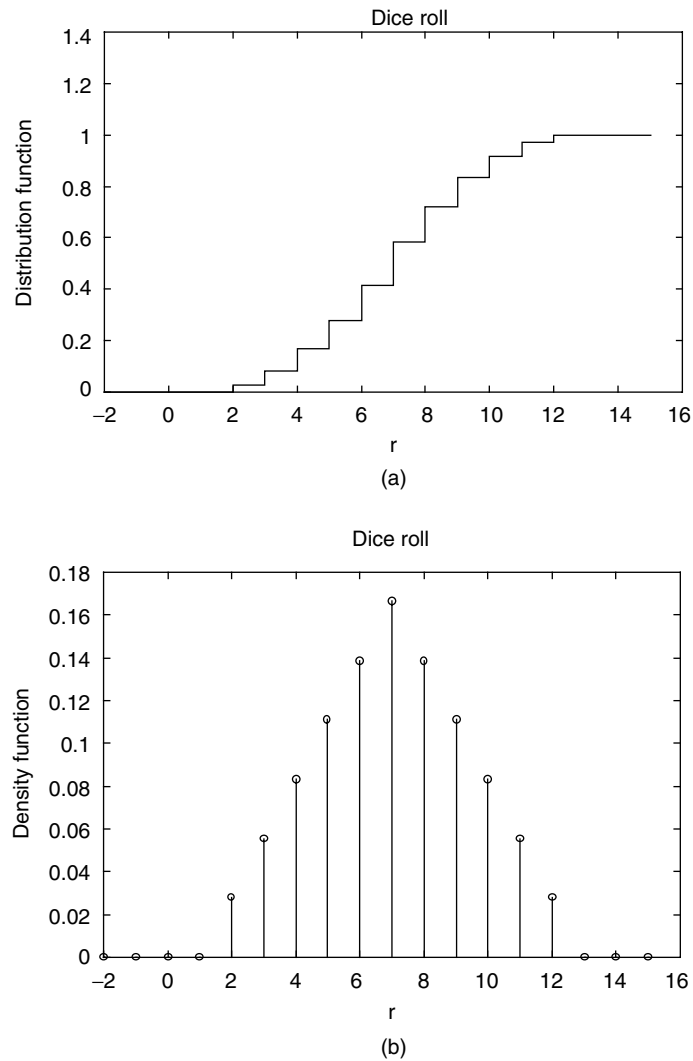 Dice roll
1.4
1.2
1
0.8
0.6
0.4
0.2
0
Distribution function
−2 0 2 4 6 8 10 12 14 16
r
(a)
Dice roll
0.18
0.16
0.14
0.12
0.1
0.08
0.06
0.04
0.02
0
Density function
−2 0 2 4 6 8 10 12 14 16
r
(b)